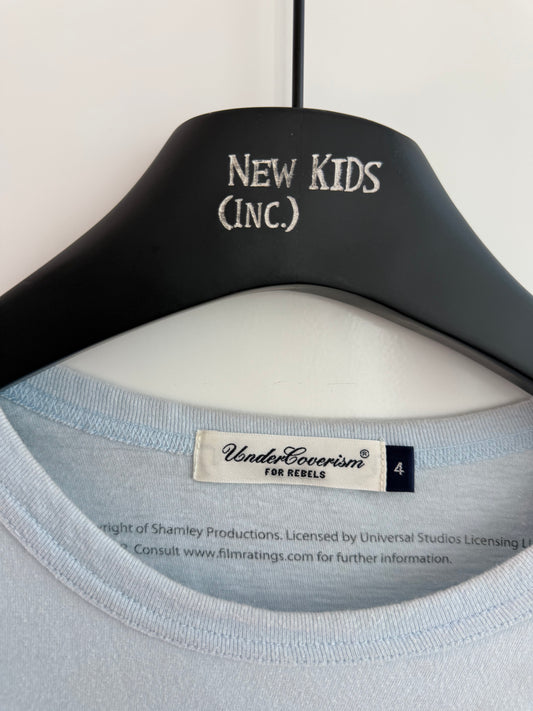 NEW KIDS
(INC.)
UnderCoverism®
FOR REBELS
4
right of Shamley Productions. Licensed by Universal Studios Licensing
Consult www.filmratings.com for further information.